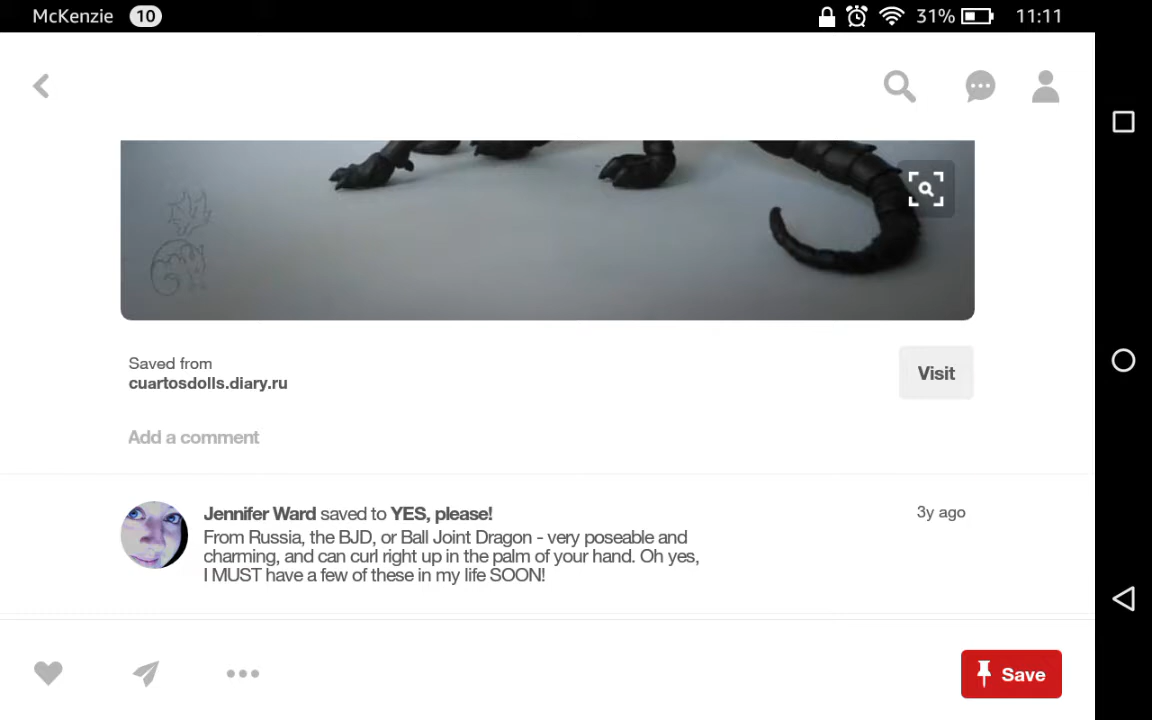 McKenzie 10 31% 11:11
Saved from
cuartosdolls.diary.ru
Visit
Add a comment
Jennifer Ward saved to YES, please!
3y ago
From Russia, the BJD, or Ball Joint Dragon - very poseable and
charming, and can curl right up in the palm of your hand. Oh yes,
I MUST have a few of these in my life SOON!
Save